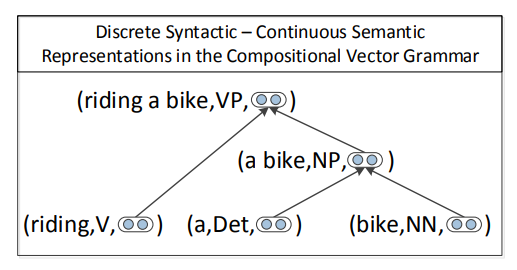 Discrete Syntactic – Continuous Semantic
Representations in the Compositional Vector Grammar
(riding a bike,VP, )
(a bike,NP, )
(riding,V, ) (a,Det, ) (bike,NN, )